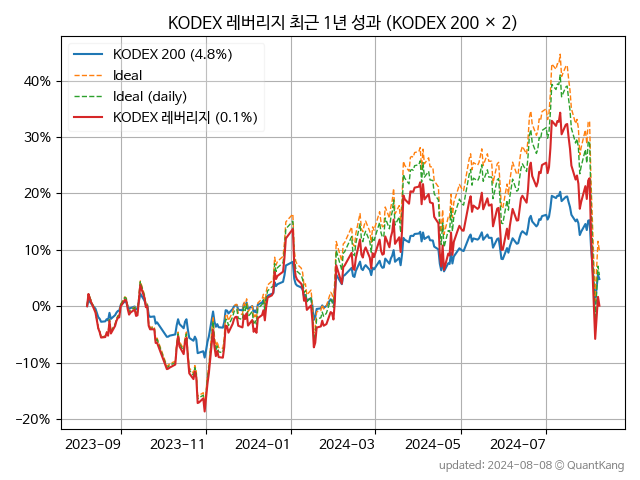 KODEX 레버리지 최근 1년 성과 (KODEX 200 × 2)
KODEX 200 (4.8%)
Ideal
Ideal (daily)
KODEX 레버리지 (0.1%)
40%
30%
20%
10%
0%
−10%
−20%
2023-09 2023-11 2024-01 2024-03 2024-05 2024-07
updated: 2024-08-08 © QuantKang